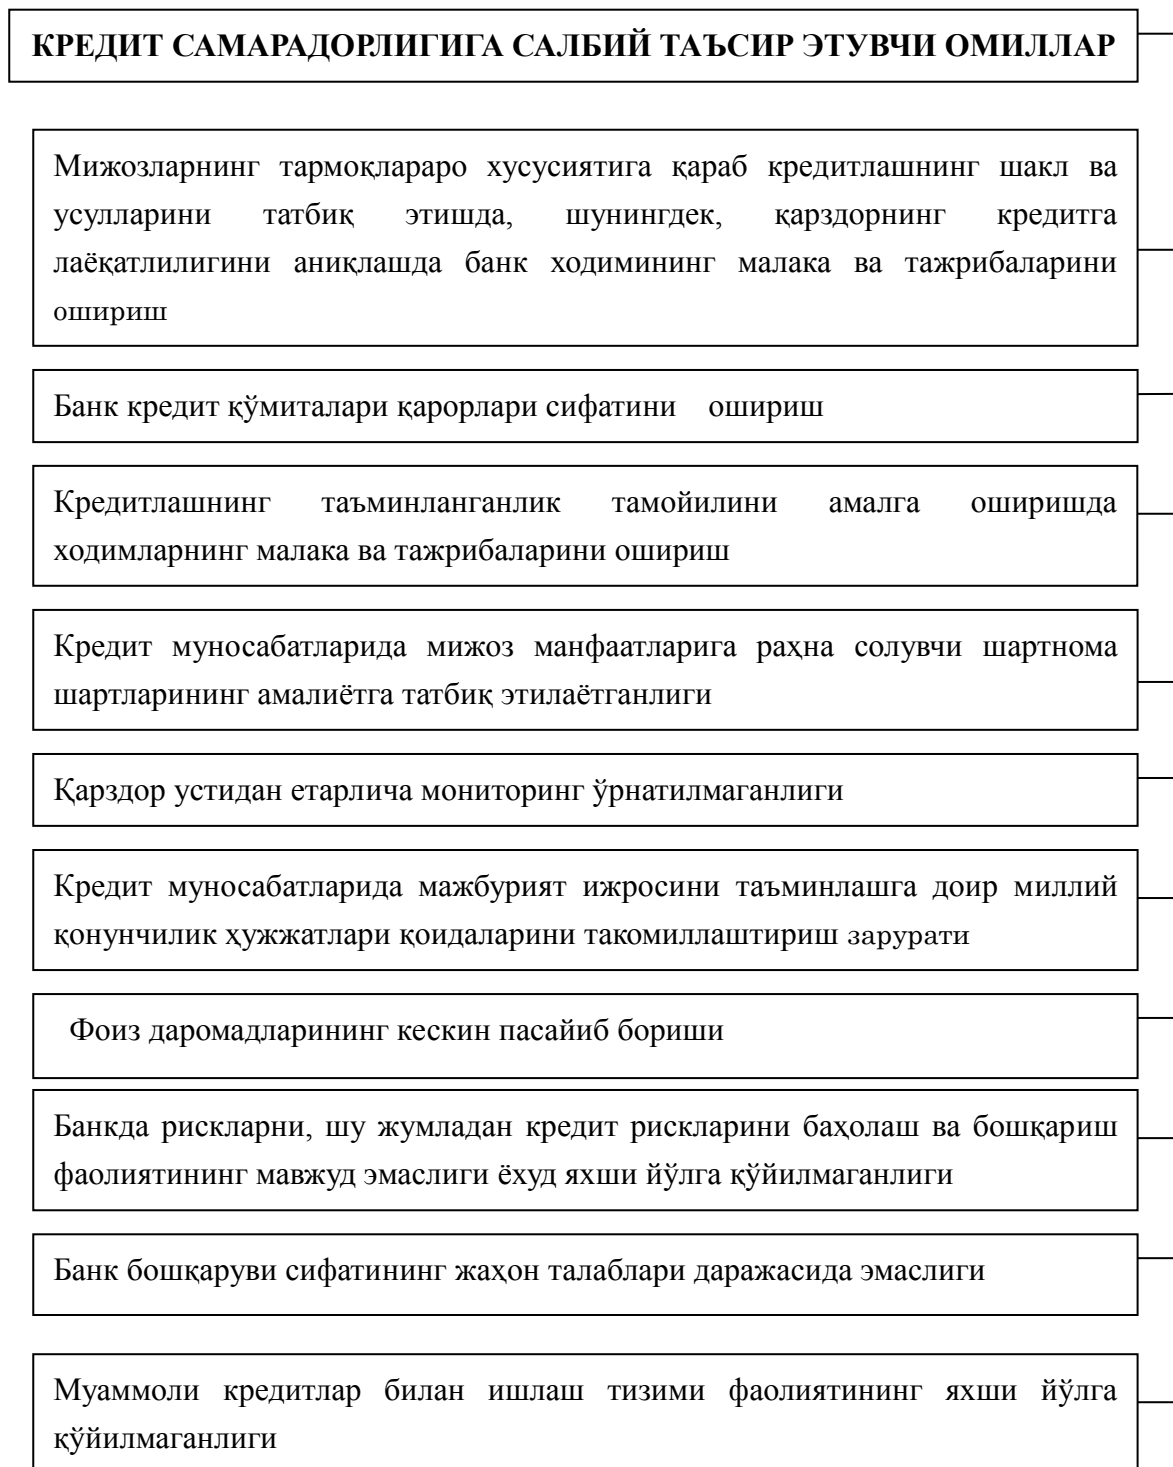 КРЕДИТ САМАРАДОРЛИГИГА САЛБИЙ ТАЪСИР ЭТУВЧИ ОМИЛЛАР
Мижозларнинг тармоқлараро хусусиятига қараб кредитлашнинг шакл ва
усулларини татбиқ этишда, шунингдек, қарздорнинг кредитга
лаёқатлилигини аниқлашда банк ходимининг малака ва тажрибаларини
ошириш
Банк кредит қўмиталари қарорлари сифатини ошириш
Кредитлашнинг таъминланганлик тамойилини амалга оширишда
ходимларнинг малака ва тажрибаларини ошириш
Кредит муносабатларида мижоз манфаатларига раҳна солувчи шартнома
шартларининг амалиётга татбиқ этилаётганлиги
Қарздор устидан етарлича мониторинг ўрнатилмаганлиги
Кредит муносабатларида мажбурият ижросини таъминлашга доир миллий
қонунчилик ҳужжатлари қоидаларини такомиллаштириш зарурати
Фоиз даромадларининг кескин пасайиб бориши
Банкда рискларни, шу жумладан кредит рискларини баҳолаш ва бошқариш
фаолиятининг мавжуд эмаслиги ёхуд яхши йўлга қўйилмаганлиги
Банк бошқаруви сифатининг жаҳон талаблари даражасида эмаслиги
Муаммоли кредитлар билан ишлаш тизими фаолиятининг яхши йўлга
қўйилмаганлиги